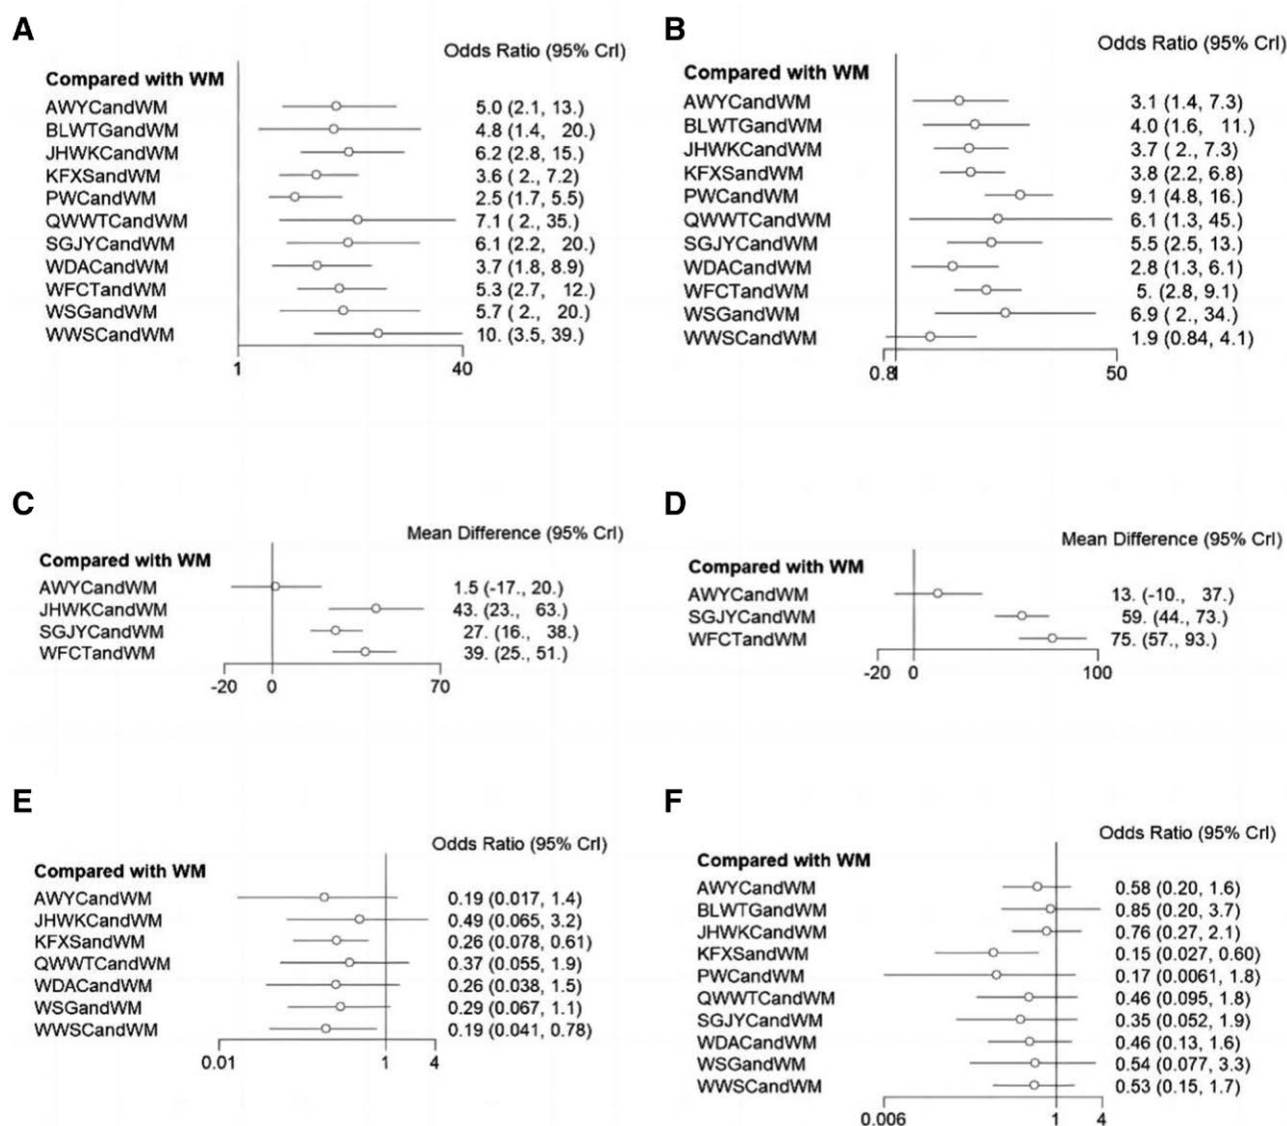 A
Odds Ratio (95% CrI)
Compared with WM
AWYCandWM 5.0 (2.1, 13.)
BLWTGandWM 4.8 (1.4, 20.)
JHWKCandWM 6.2 (2.8, 15.)
KFXSandWM 3.6 ( 2., 7.2)
PWCandWM 2.5 (1.7, 5.5)
QWWTCandWM 7.1 ( 2., 35.)
SGJYCandWM 6.1 (2.2, 20.)
WDACandWM 3.7 (1.8, 8.9)
WFCTandWM 5.3 (2.7, 12.)
WSGandWM 5.7 ( 2., 20.)
WWSCandWM 10. (3.5, 39.)
1 40
B
Odds Ratio (95% CrI)
Compared with WM
AWYCandWM 3.1 (1.4, 7.3)
BLWTGandWM 4.0 (1.6, 11.)
JHWKCandWM 3.7 ( 2., 7.3)
KFXSandWM 3.8 (2.2, 6.8)
PWCandWM 9.1 (4.8, 16.)
QWWTCandWM 6.1 (1.3, 45.)
SGJYCandWM 5.5 (2.5, 13.)
WDACandWM 2.8 (1.3, 6.1)
WFCTandWM 5. (2.8, 9.1)
WSGandWM 6.9 ( 2., 34.)
WWSCandWM 1.9 (0.84, 4.1)
0.8 1 50
C
Mean Difference (95% CrI)
Compared with WM
AWYCandWM 1.5 (-17., 20.)
JHWKCandWM 43. (23., 63.)
SGJYCandWM 27. (16., 38.)
WFCTandWM 39. (25., 51.)
-20 0 70
D
Mean Difference (95% CrI)
Compared with WM
AWYCandWM 13. (-10., 37.)
SGJYCandWM 59. (44., 73.)
WFCTandWM 75. (57., 93.)
-20 0 100
E
Odds Ratio (95% CrI)
Compared with WM
AWYCandWM 0.19 (0.017, 1.4)
JHWKCandWM 0.49 (0.065, 3.2)
KFXSandWM 0.26 (0.078, 0.61)
QWWTCandWM 0.37 (0.055, 1.9)
WDACandWM 0.26 (0.038, 1.5)
WSGandWM 0.29 (0.067, 1.1)
WWSCandWM 0.19 (0.041, 0.78)
0.01 1 4
F
Odds Ratio (95% CrI)
Compared with WM
AWYCandWM 0.58 (0.20, 1.6)
BLWTGandWM 0.85 (0.20, 3.7)
JHWKCandWM 0.76 (0.27, 2.1)
KFXSandWM 0.15 (0.027, 0.60)
PWCandWM 0.17 (0.0061, 1.8)
QWWTCandWM 0.46 (0.095, 1.8)
SGJYCandWM 0.35 (0.052, 1.9)
WDACandWM 0.46 (0.13, 1.6)
WSGandWM 0.54 (0.077, 3.3)
WWSCandWM 0.53 (0.15, 1.7)
0.006 1 4